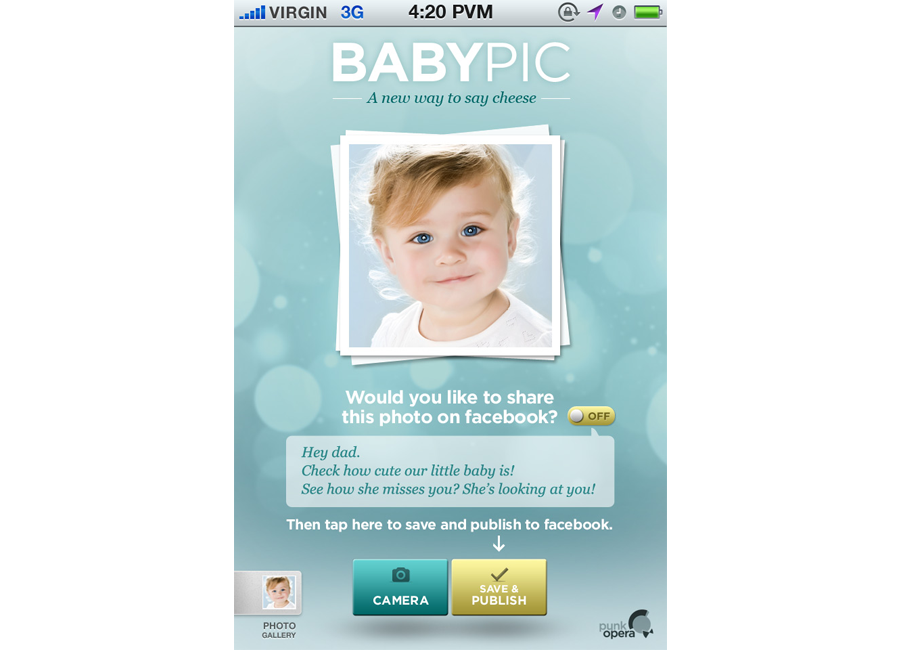 VIRGIN 3G 4:20 PVM
BABYPIC
A new way to say cheese
Would you like to share
this photo on facebook?
OFF
Hey dad.
Check how cute our little baby is!
See how she misses you? She's looking at you!
Then tap here to save and publish to facebook.
CAMERA
SAVE &
PUBLISH
PHOTO
GALLERY
punk
opera